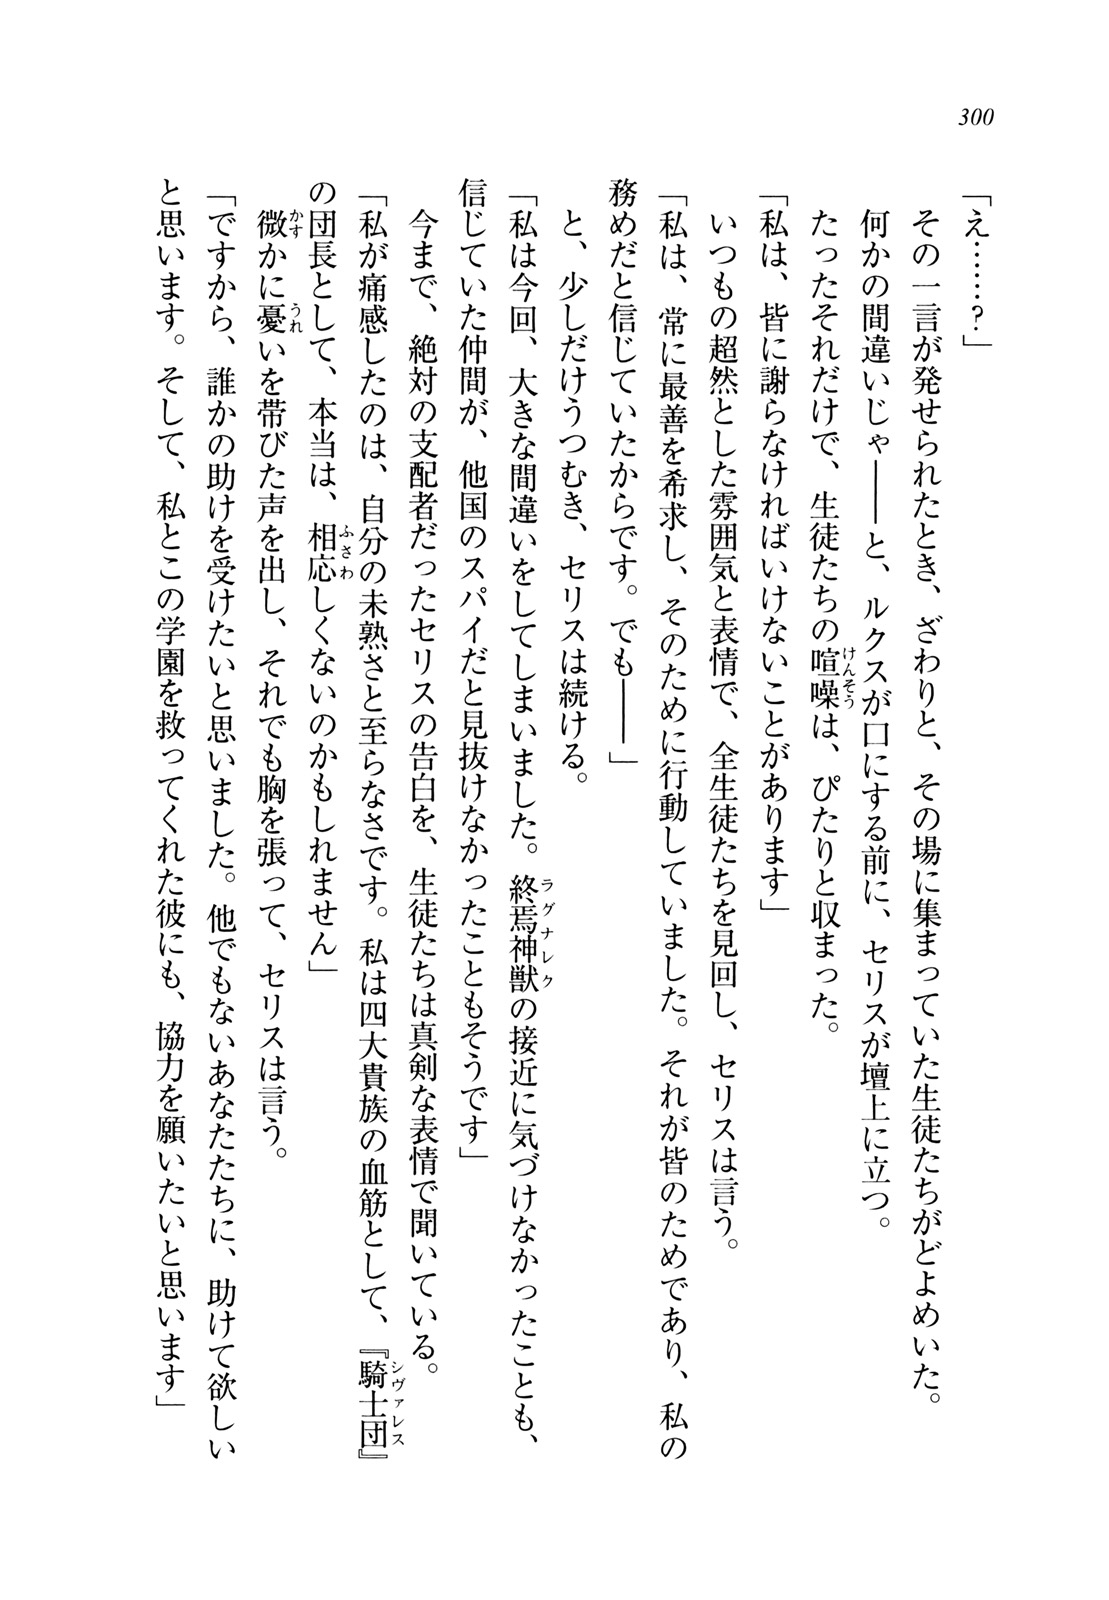 300
「え……？」
その一言が発せられたとき、ざわりと、その場に集まっていた生徒たちがどよめいた。
何かの間違いじゃ――と、ルクスが口にする前に、セリスが壇上に立つ。
たったそれだけで、生徒たちの喧噪は、ぴたりと収まった。
けんそう
「私は、皆に謝らなければいけないことがあります」
いつもの超然とした雰囲気と表情で、全生徒たちを見回し、セリスは言う。
「私は、常に最善を希求し、そのために行動していました。それが皆のためであり、私の
務めだと信じていたからです。でも――」
と、少しだけうつむき、セリスは続ける。
「私は今回、大きな間違いをしてしまいました。終焉神獣の接近に気づけなかったことも、
ラグナレク
信じていた仲間が、他国のスパイだと見抜けなかったこともそうです」
今まで、絶対の支配者だったセリスの告白を、生徒たちは真剣な表情で聞いている。
「私が痛感したのは、自分の未熟さと至らなさです。私は四大貴族の血筋として、『騎士団』
シヴァレス
の団長として、本当は、相応しくないのかもしれません」
ふさわ
微かに憂いを帯びた声を出し、それでも胸を張って、セリスは言う。
かす
うれ
「ですから、誰かの助けを受けたいと思いました。他でもないあなたたちに、助けて欲しい
と思います。そして、私とこの学園を救ってくれた彼にも、協力を願いたいと思います」